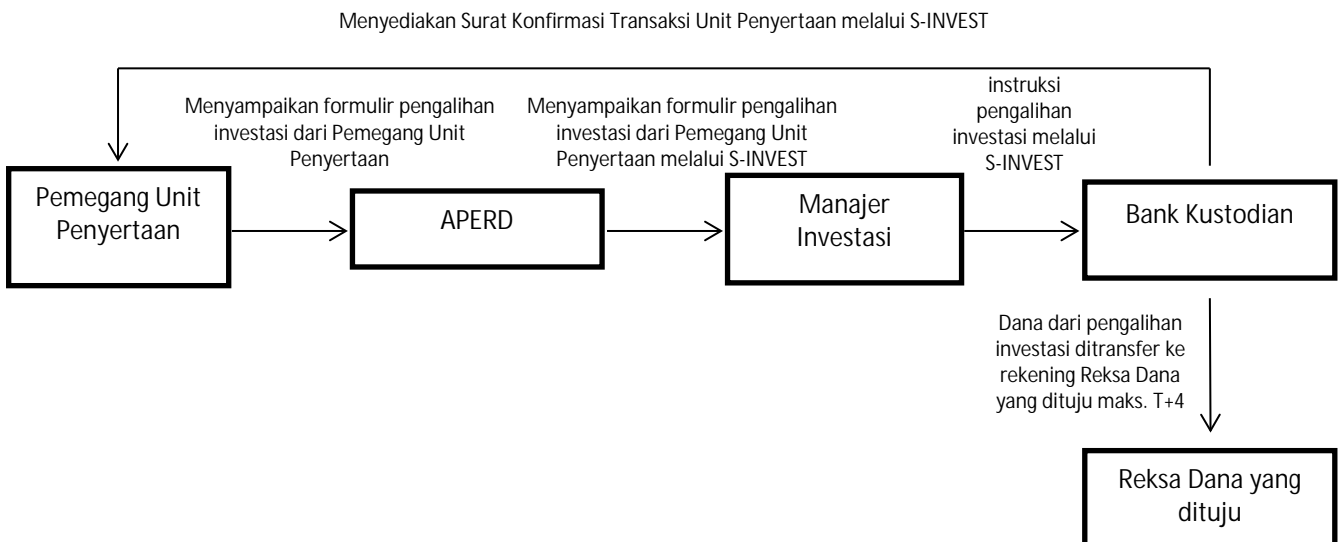 Menyediakan Surat Konfirmasi Transaksi Unit Penyertaan melalui S-INVEST
Menyampaikan formulir pengalihan
investasi dari Pemegang Unit
Penyertaan
Menyampaikan formulir pengalihan
investasi dari Pemegang Unit
Penyertaan melalui S-INVEST
instruksi
pengalihan
investasi melalui
S-INVEST
Pemegang Unit
Penyertaan
APERD
Manajer
Investasi
Bank Kustodian
Dana dari pengalihan
investasi ditransfer ke
rekening Reksa Dana
yang dituju maks. T+4
Reksa Dana yang
dituju